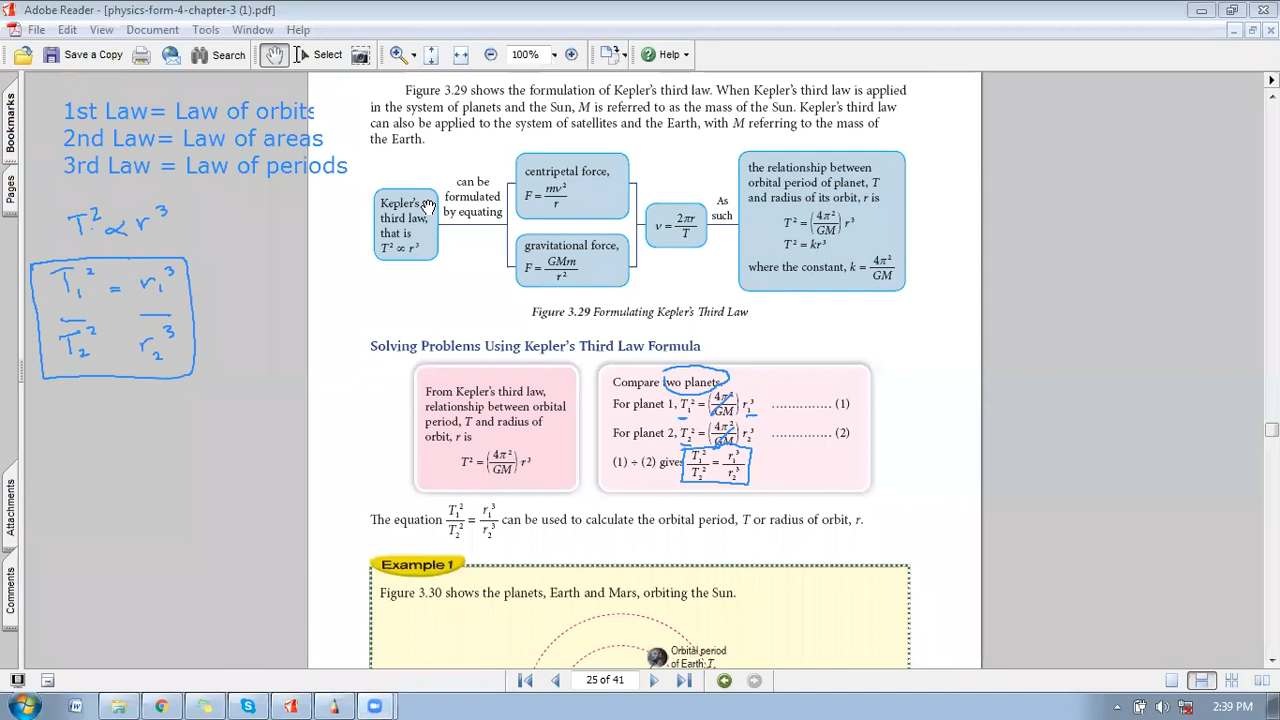 Adobe Reader - [physics-form-4-chapter-3 (1).pdf]
File Edit View Document Tools Window Help
Save a Copy Search Select 100% Help
Bookmarks
Pages
Attachments
Comments
1st Law= Law of orbits
2nd Law= Law of areas
3rd Law = Law of periods
T² ∝ r³
T₁² = r₁³
T₂² r₂³
Figure 3.29 shows the formulation of Kepler's third law. When Kepler's third law is applied
in the system of planets and the Sun, M is referred to as the mass of the Sun. Kepler's third law
can also be applied to the system of satellites and the Earth, with M referring to the mass of
the Earth.
Kepler's
third law,
that is
T² ∝ r³
can be
formulated
by equating
centripetal force,
F = mv²/r
gravitational force,
F = GMm/r²
v = 2πr/T
As
such
the relationship between
orbital period of planet, T
and radius of its orbit, r is
T² = (4π²/GM) r³
T² = kr³
where the constant, k = 4π²/GM
Figure 3.29 Formulating Kepler's Third Law
Solving Problems Using Kepler's Third Law Formula
From Kepler's third law,
relationship between orbital
period, T and radius of
orbit, r is
T² = (4π²/GM) r³
Compare two planets,
For planet 1, T₁² = (4π²/GM) r₁³ ............... (1)
For planet 2, T₂² = (4π²/GM) r₂³ ............... (2)
(1) ÷ (2) gives T₁²/T₂² = r₁³/r₂³
The equation T₁²/T₂² = r₁³/r₂³ can be used to calculate the orbital period, T or radius of orbit, r.
Example 1
Figure 3.30 shows the planets, Earth and Mars, orbiting the Sun.
Orbital period
of Earth, T
25 of 41
2:39 PM